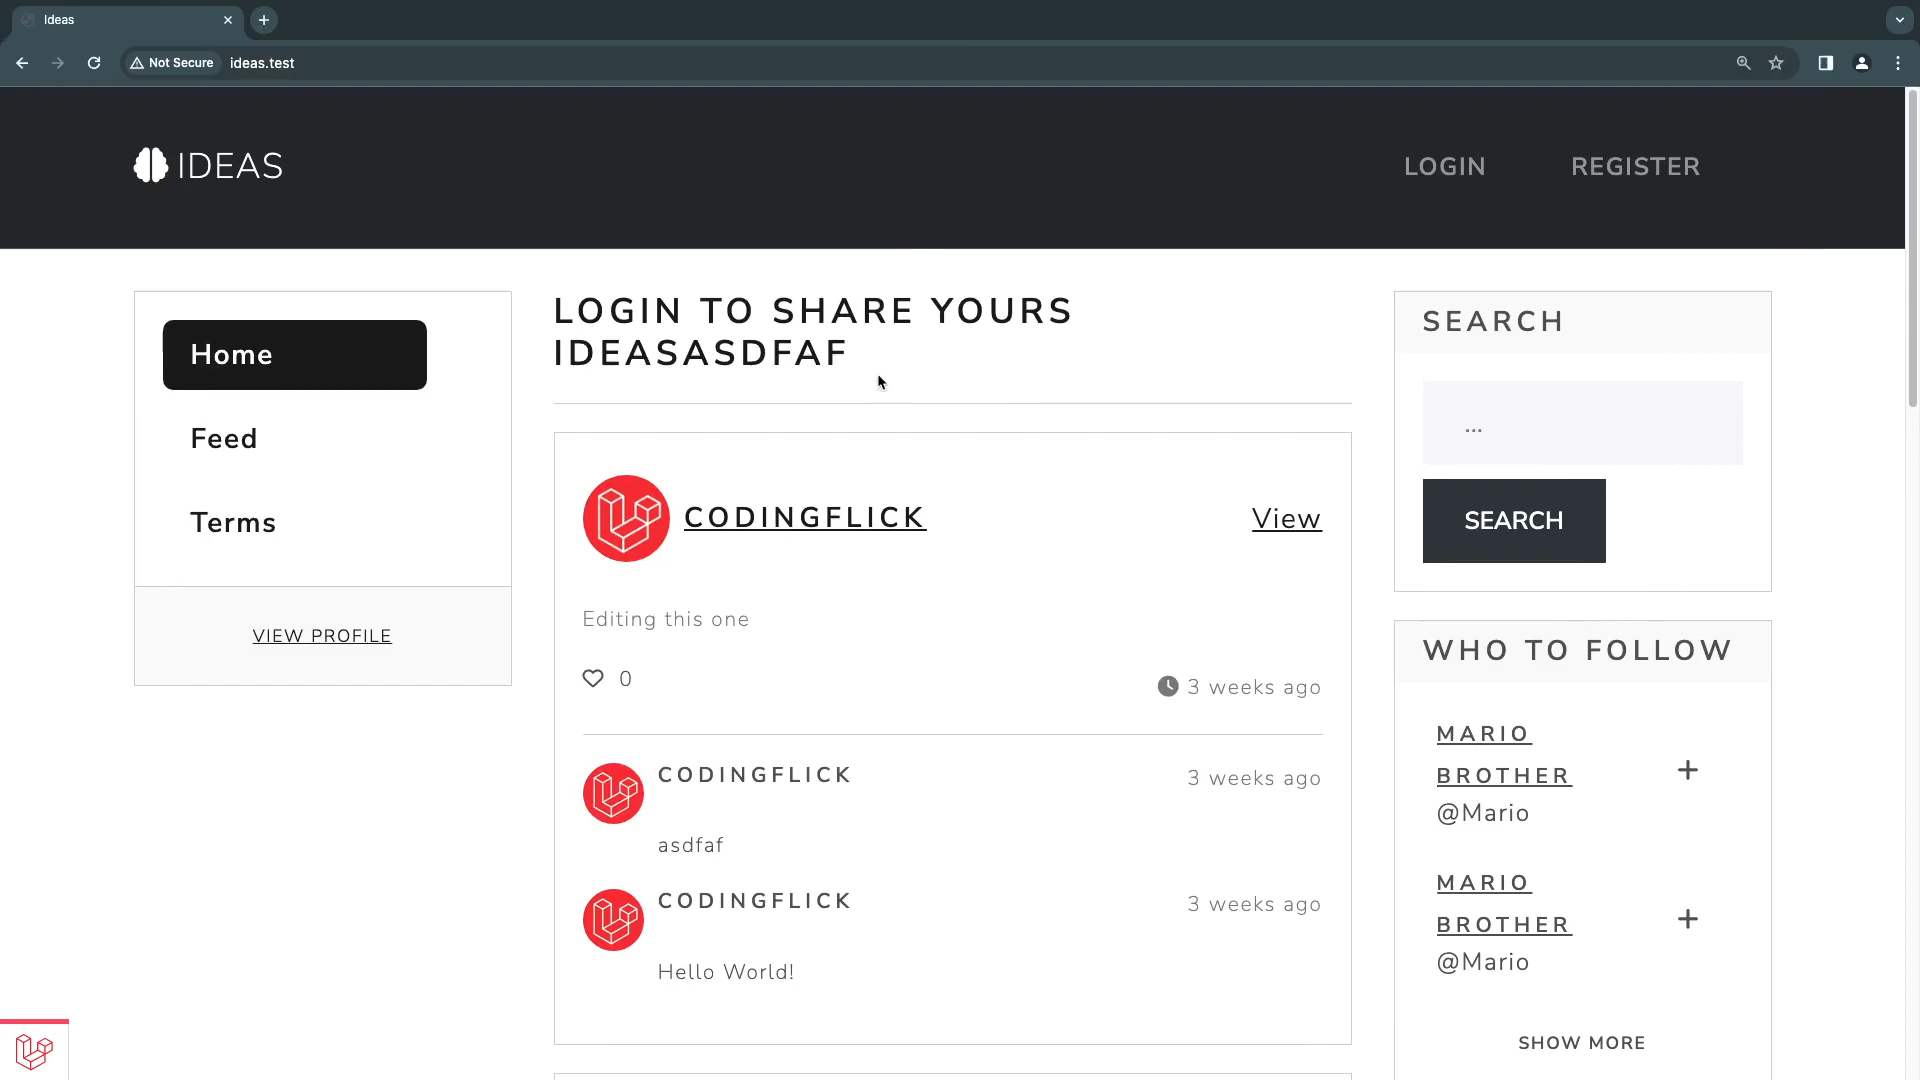 Ideas
Not Secure
ideas.test
IDEAS
LOGIN
REGISTER
Home
Feed
Terms
VIEW PROFILE
LOGIN TO SHARE YOURS
IDEASASDFAF
CODINGFLICK
View
Editing this one
0
3 weeks ago
CODINGFLICK
3 weeks ago
asdfaf
CODINGFLICK
3 weeks ago
Hello World!
SEARCH
...
SEARCH
WHO TO FOLLOW
MARIO
BROTHER
@Mario
MARIO
BROTHER
@Mario
SHOW MORE